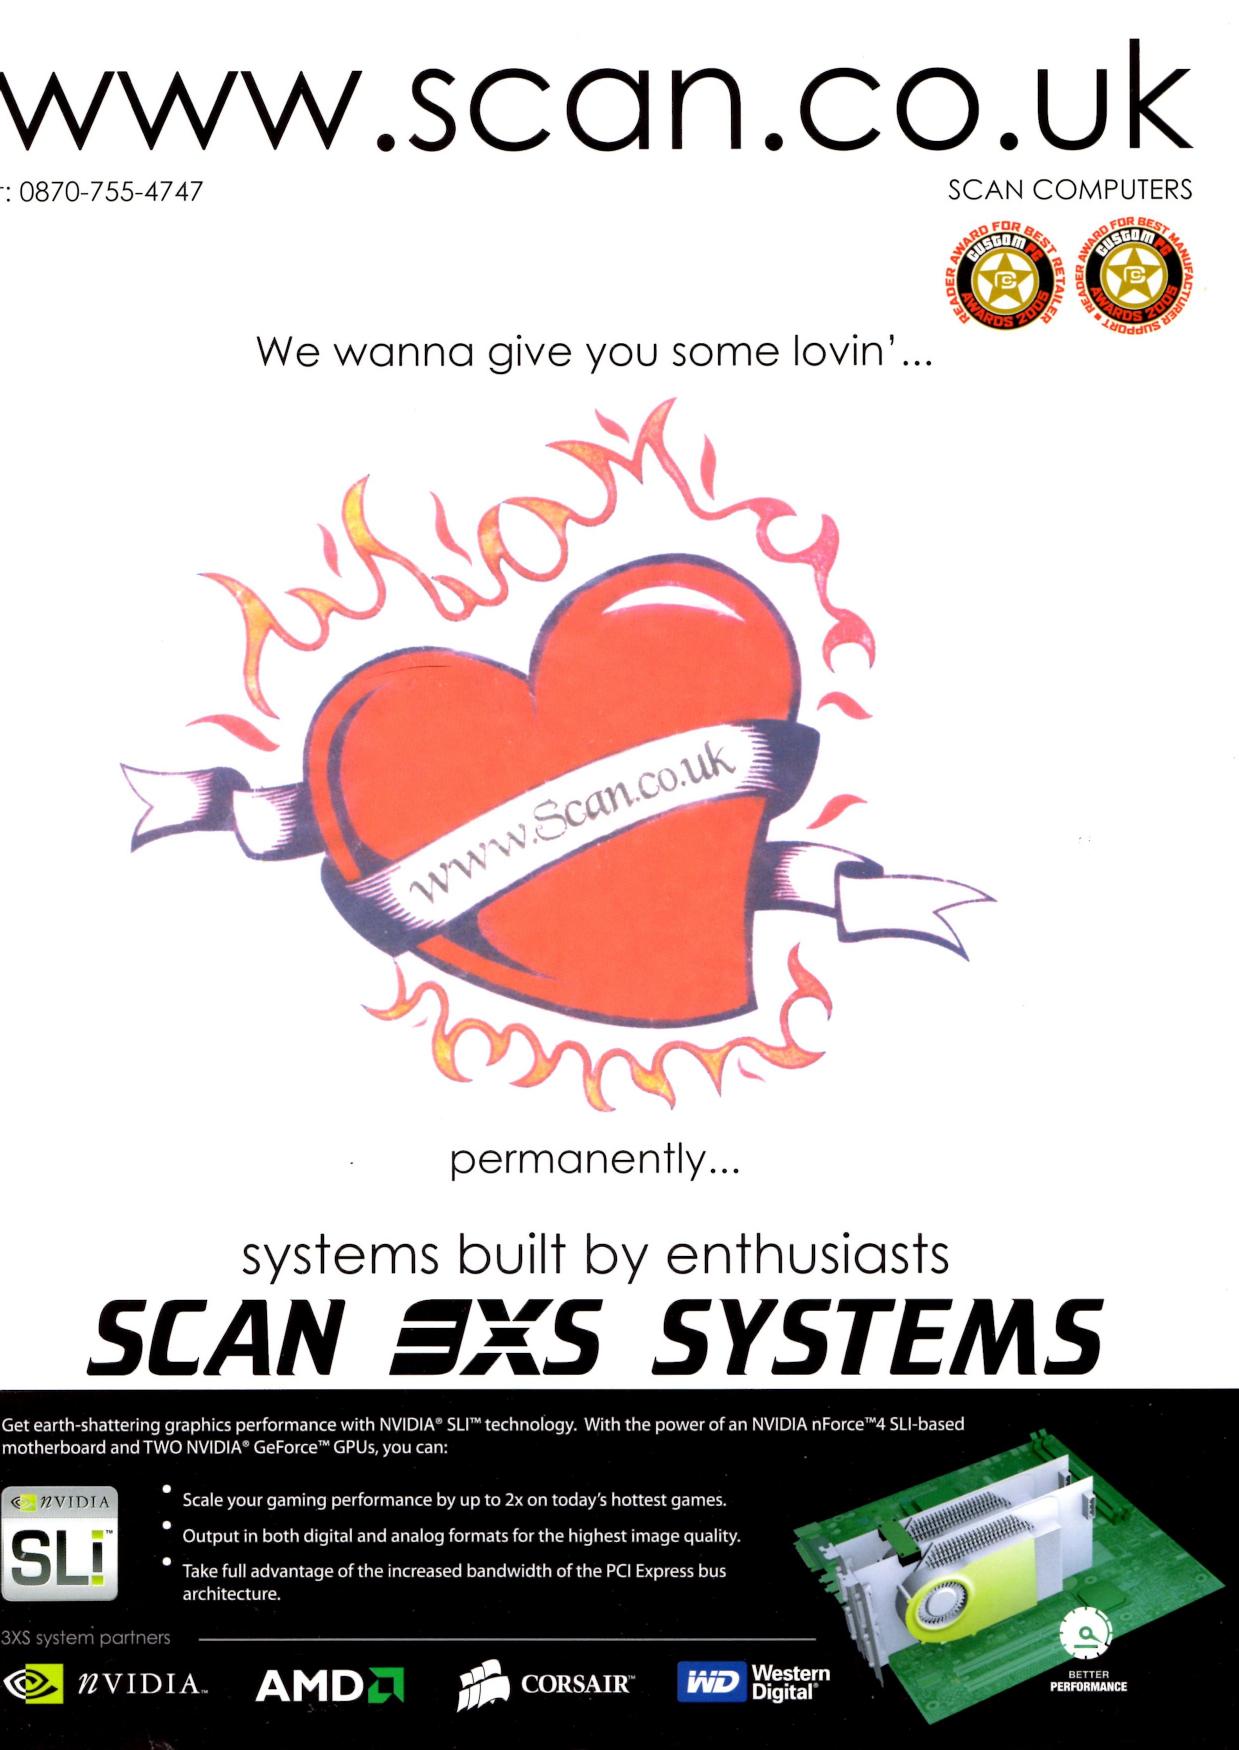 www.scan.co.uk
r: 0870-755-4747
SCAN COMPUTERS
READER AWARD FOR BEST RETAILER
CUSTOM PC
AWARDS 2005
READER AWARD FOR BEST MANUFACTURER SUPPORT
CUSTOM PC
AWARDS 2005
We wanna give you some lovin'...
www.Scan.co.uk
permanently...
systems built by enthusiasts
SCAN 3XS SYSTEMS
Get earth-shattering graphics performance with NVIDIA® SLI™ technology. With the power of an NVIDIA nForce™4 SLI-based
motherboard and TWO NVIDIA® GeForce™ GPUs, you can:
nVIDIA
SLi™
• Scale your gaming performance by up to 2x on today's hottest games.
• Output in both digital and analog formats for the highest image quality.
• Take full advantage of the increased bandwidth of the PCI Express bus
architecture.
3XS system partners
nVIDIA™
AMD
CORSAIR™
WD Western
Digital®
BETTER
PERFORMANCE